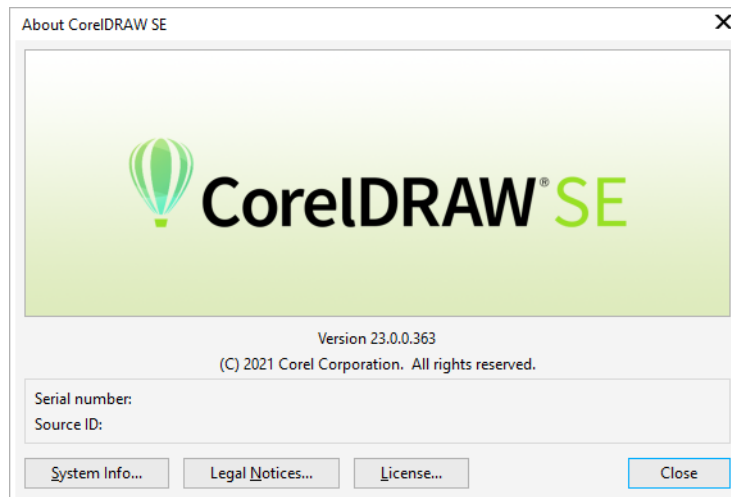 About CorelDRAW SE
CorelDRAW® SE
Version 23.0.0.363
(C) 2021 Corel Corporation. All rights reserved.
Serial number:
Source ID:
System Info...
Legal Notices...
License...
Close